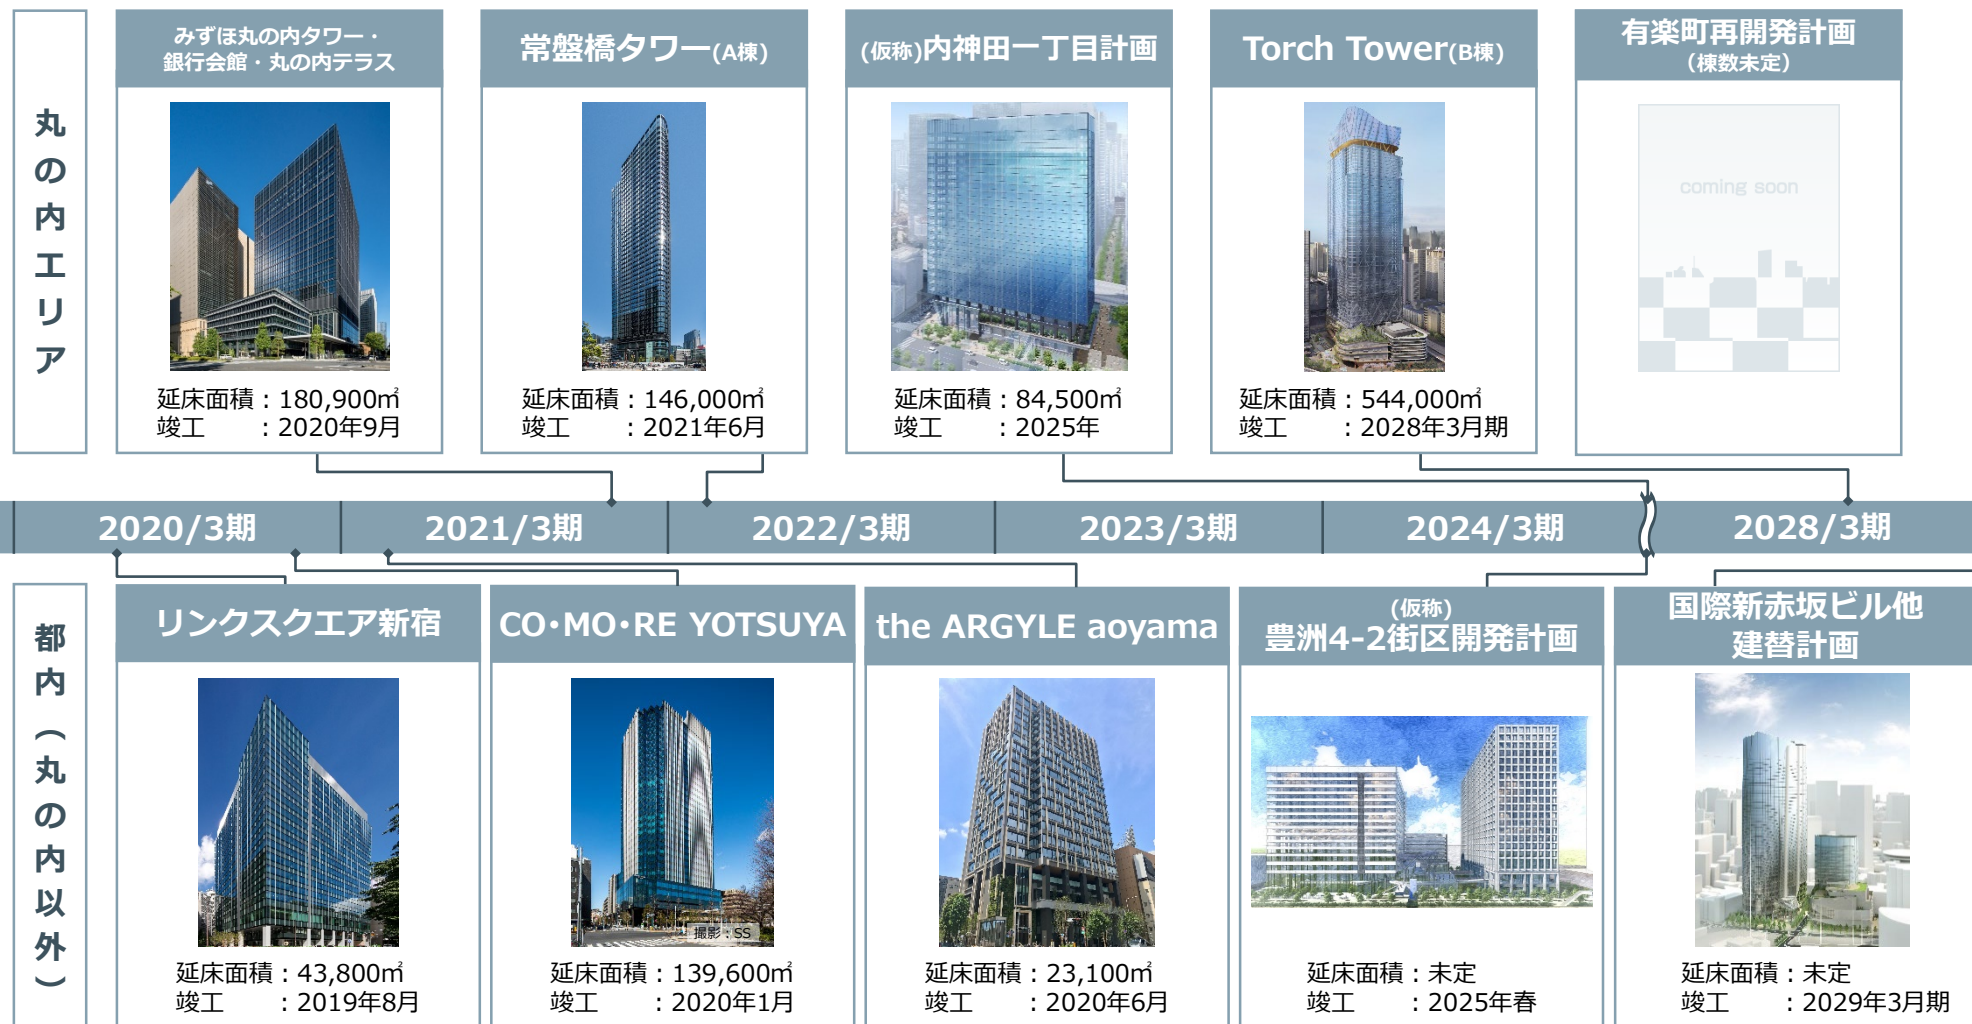 丸の内エリア
みずほ丸の内タワー・
銀行会館・丸の内テラス
延床面積：180,900㎡
竣工　　：2020年9月
常盤橋タワー(A棟)
延床面積：146,000㎡
竣工　　：2021年6月
(仮称)内神田一丁目計画
延床面積：84,500㎡
竣工　　：2025年
Torch Tower(B棟)
延床面積：544,000㎡
竣工　　：2028年3月期
有楽町再開発計画
（棟数未定）
coming soon
2020/3期
2021/3期
2022/3期
2023/3期
2024/3期
2028/3期
都内（丸の内以外）
リンクスクエア新宿
延床面積：43,800㎡
竣工　　：2019年8月
CO・MO・RE YOTSUYA
撮影：SS
延床面積：139,600㎡
竣工　　：2020年1月
the ARGYLE aoyama
延床面積：23,100㎡
竣工　　：2020年6月
(仮称)
豊洲4-2街区開発計画
延床面積：未定
竣工　　：2025年春
国際新赤坂ビル他
建替計画
延床面積：未定
竣工　　：2029年3月期